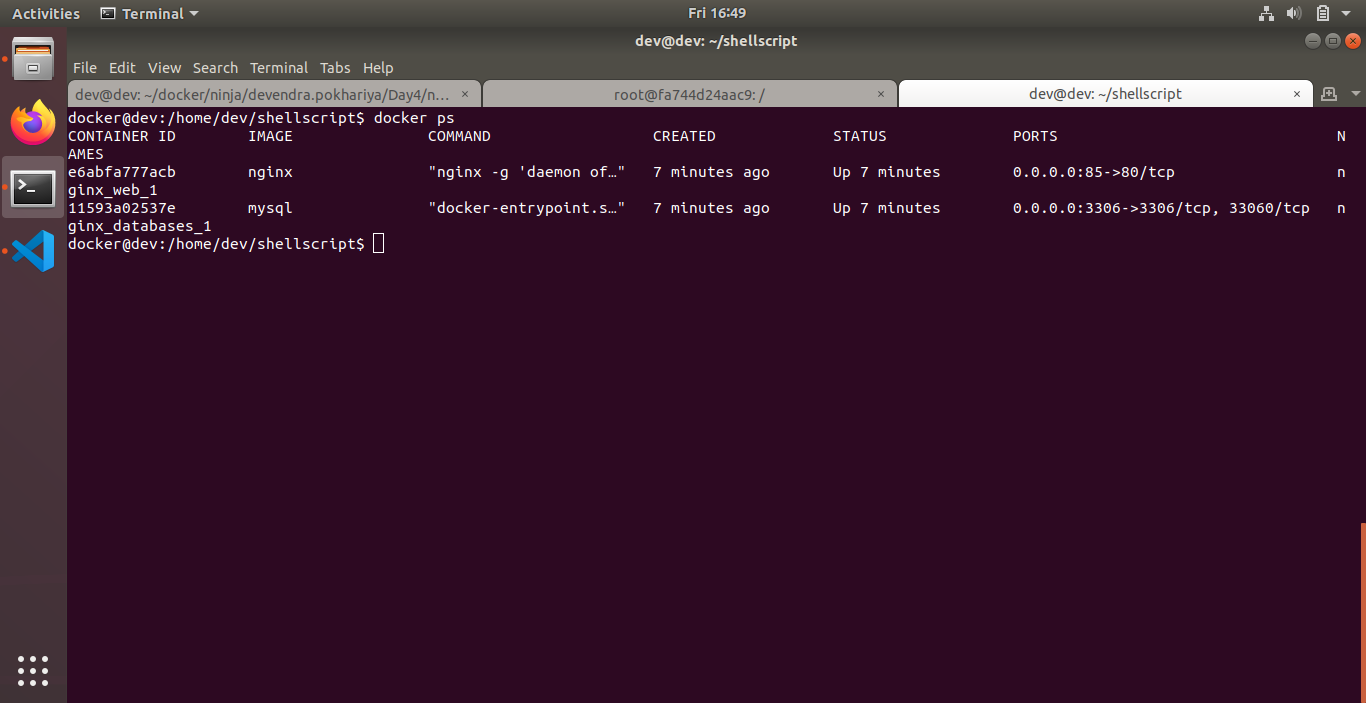 Activities Terminal Fri 16:49
dev@dev: ~/shellscript
File Edit View Search Terminal Tabs Help
dev@dev: ~/docker/ninja/devendra.pokhariya/Day4/n... × root@fa744d24aac9: / × dev@dev: ~/shellscript ×
docker@dev:/home/dev/shellscript$ docker ps
CONTAINER ID        IMAGE               COMMAND                  CREATED             STATUS              PORTS                               N
AMES
e6abfa777acb        nginx               "nginx -g 'daemon of…"   7 minutes ago       Up 7 minutes        0.0.0.0:85->80/tcp                  n
ginx_web_1
11593a02537e        mysql               "docker-entrypoint.s…"   7 minutes ago       Up 7 minutes        0.0.0.0:3306->3306/tcp, 33060/tcp   n
ginx_databases_1
docker@dev:/home/dev/shellscript$